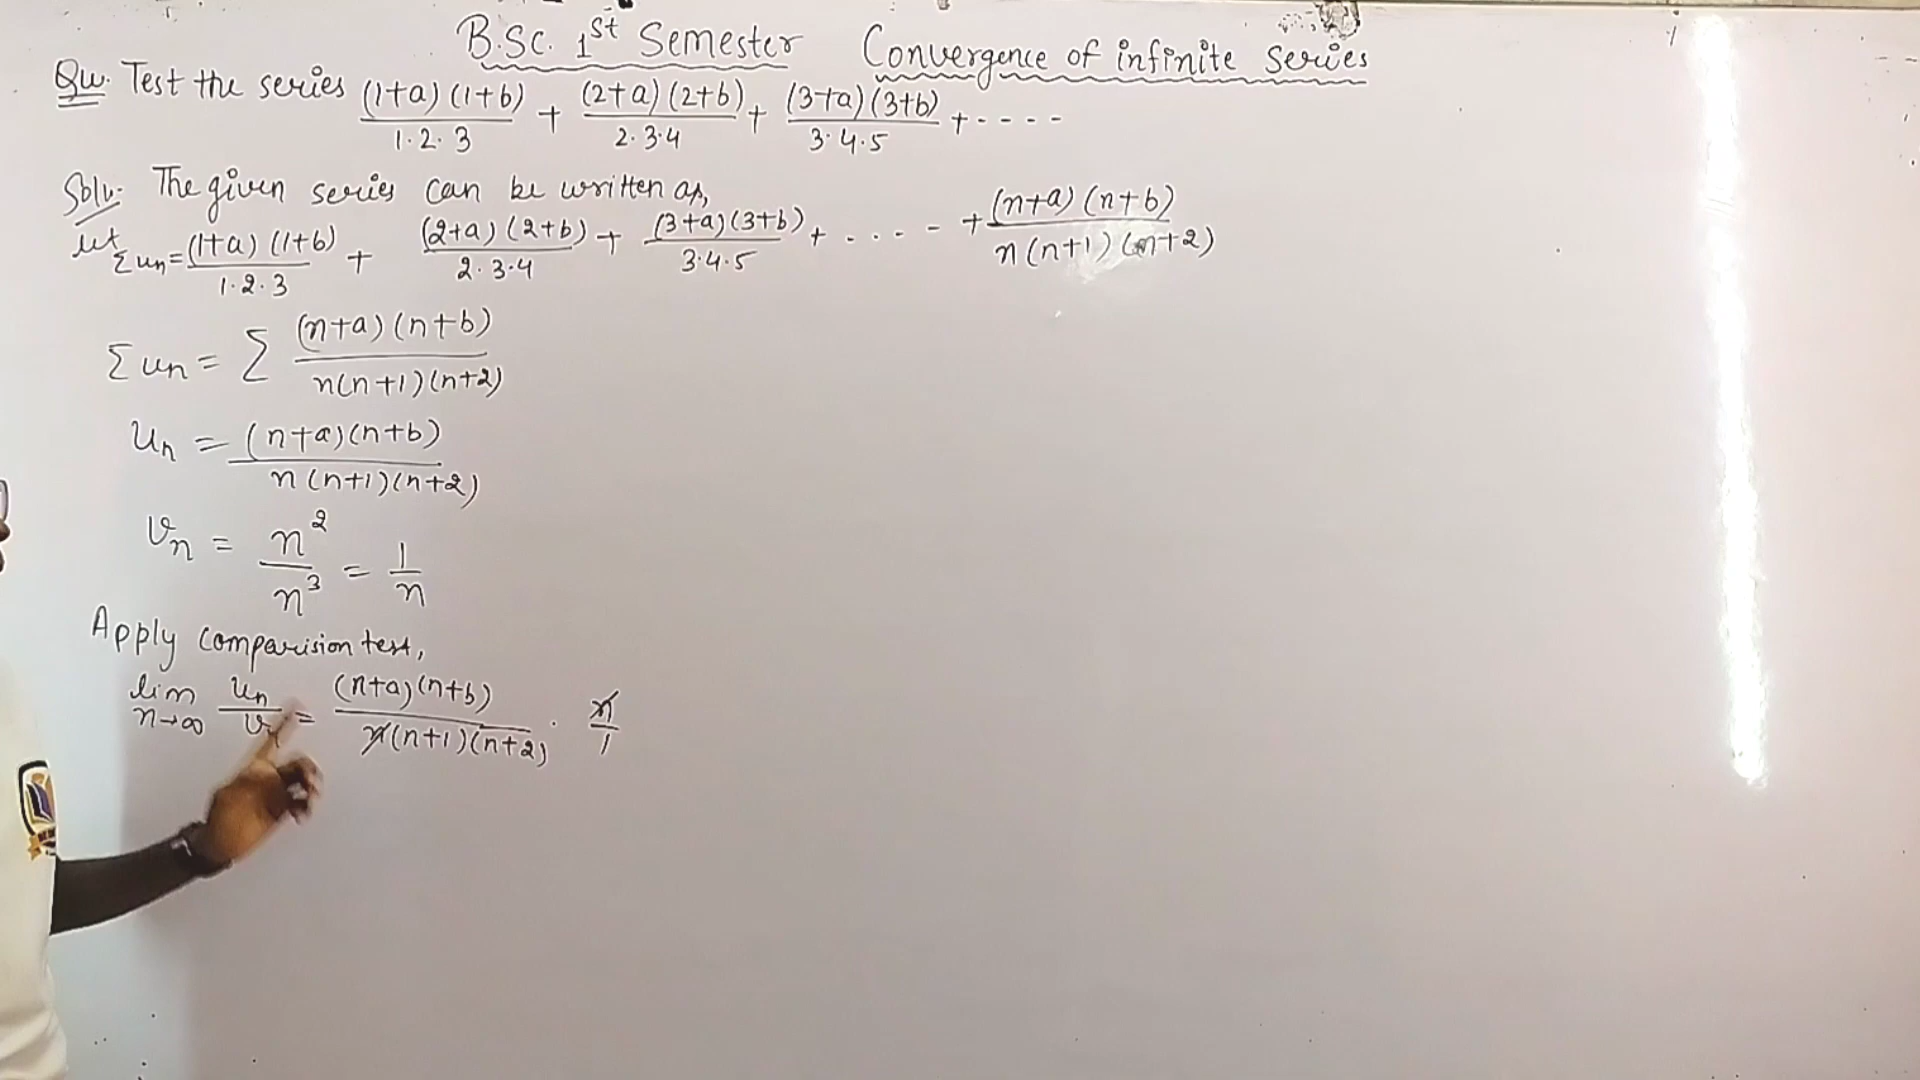 B.Sc. 1st Semester Convergence of infinite series
Qu. Test the series (1+a)(1+b)/1·2·3 + (2+a)(2+b)/2·3·4 + (3+a)(3+b)/3·4·5 + ----
Soln. The given series can be written as,
let Σun = (1+a)(1+b)/1·2·3 + (2+a)(2+b)/2·3·4 + (3+a)(3+b)/3·4·5 + ..... + (n+a)(n+b)/n(n+1)(n+2)
Σun = Σ (n+a)(n+b)/n(n+1)(n+2)
un = (n+a)(n+b)/n(n+1)(n+2)
vn = n²/n³ = 1/n
Apply comparision test,
lim n→∞ un/vn = (n+a)(n+b)/n(n+1)(n+2) · n/1